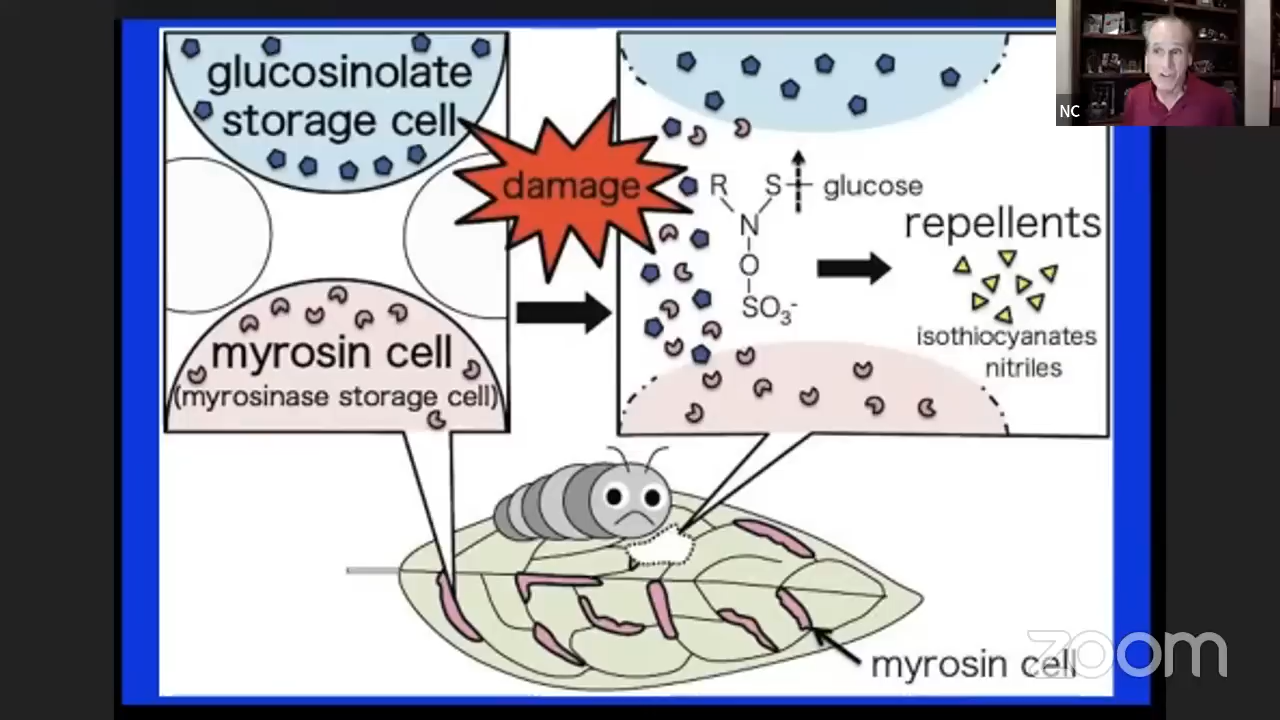 glucosinolate
storage cell
myrosin cell
(myrosinase storage cell)
damage
R S glucose
N
O
SO3-
repellents
isothiocyanates
nitriles
myrosin cell
NC
zoom